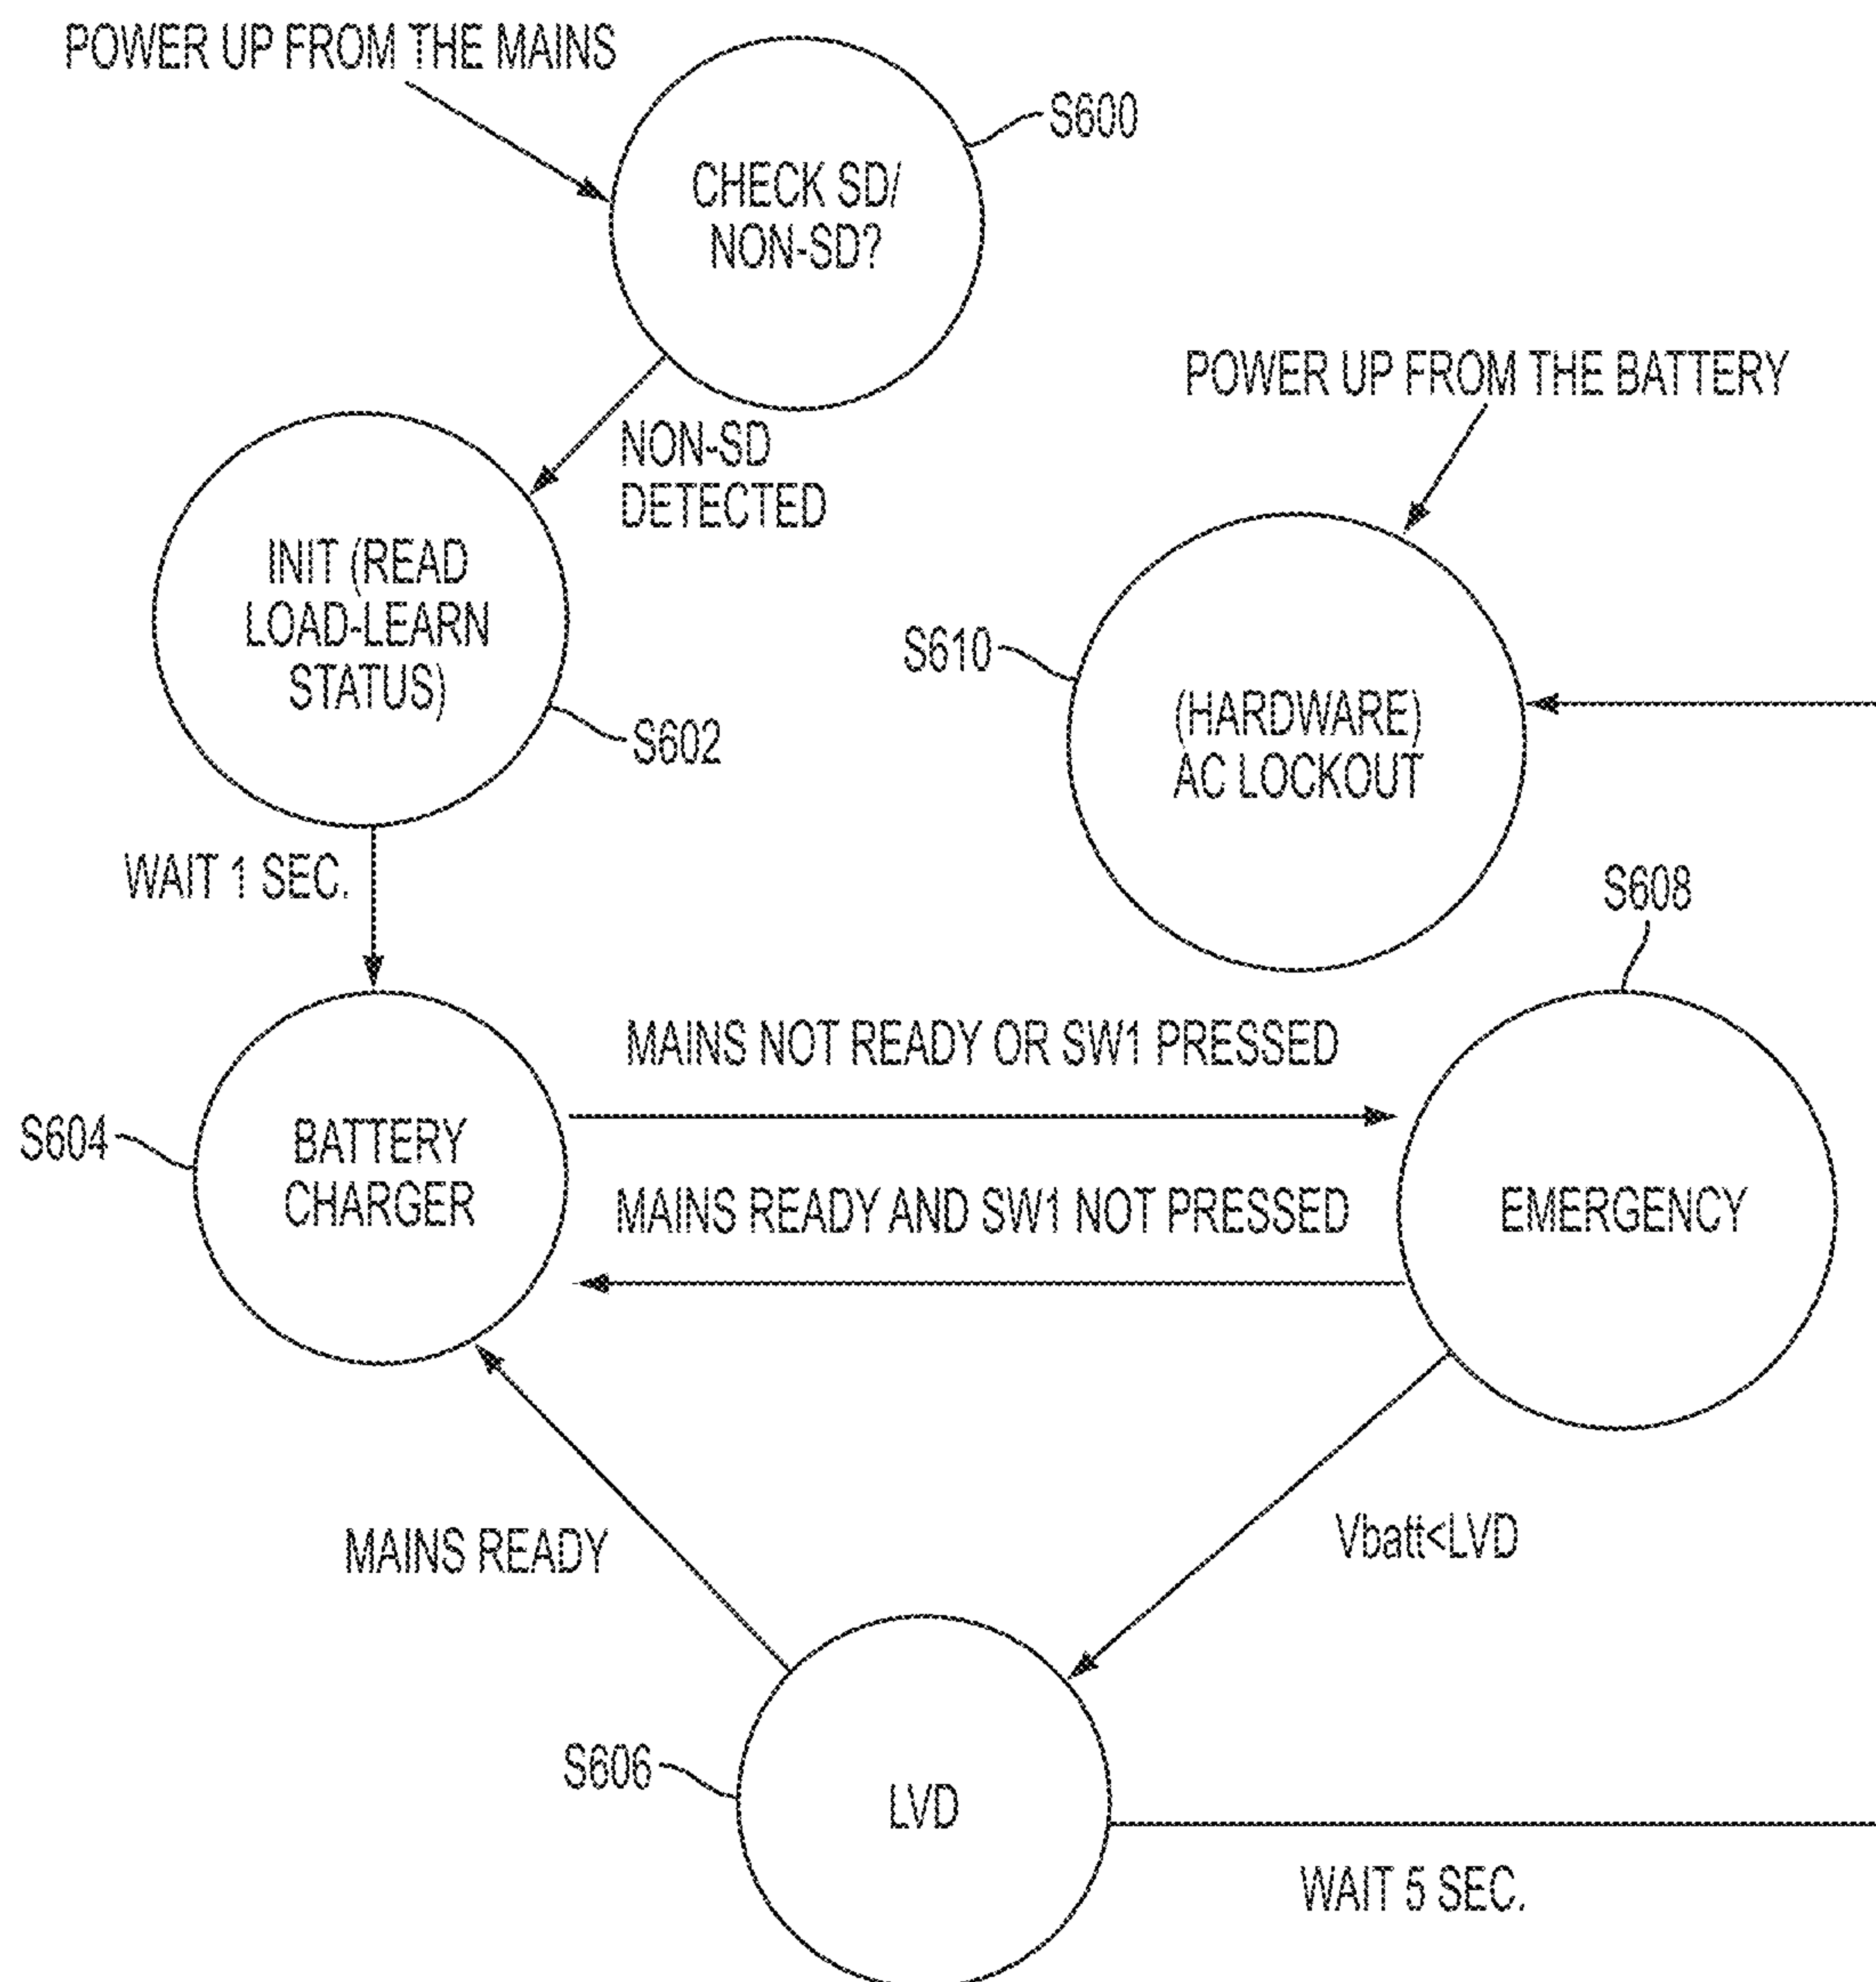 POWER UP FROM THE MAINS
S600
CHECK SD/
NON-SD?
POWER UP FROM THE BATTERY
NON-SD
DETECTED
INIT (READ
LOAD-LEARN
STATUS)
S602
S610
(HARDWARE)
AC LOCKOUT
WAIT 1 SEC.
S608
MAINS NOT READY OR SW1 PRESSED
S604
BATTERY
CHARGER
MAINS READY AND SW1 NOT PRESSED
EMERGENCY
MAINS READY
Vbatt<LVD
S606
LVD
WAIT 5 SEC.